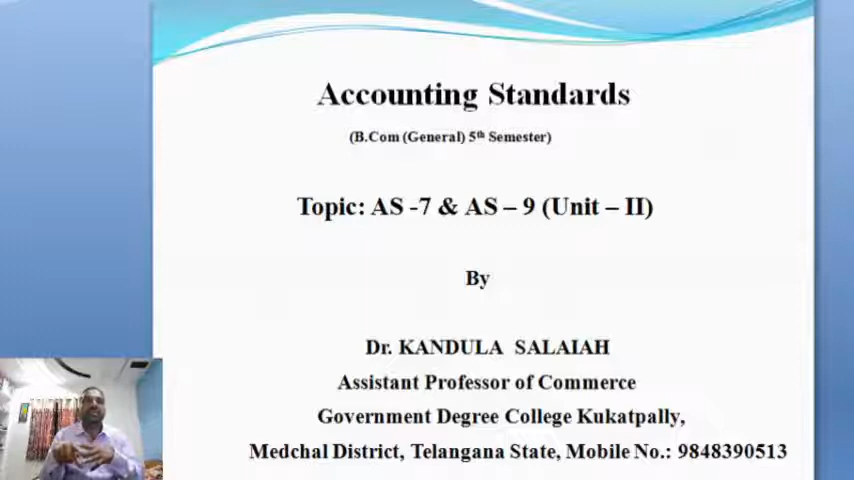 Accounting Standards
(B.Com (General) 5th Semester)
Topic: AS -7 & AS – 9 (Unit – II)
By
Dr. KANDULA SALAIAH
Assistant Professor of Commerce
Government Degree College Kukatpally,
Medchal District, Telangana State, Mobile No.: 9848390513